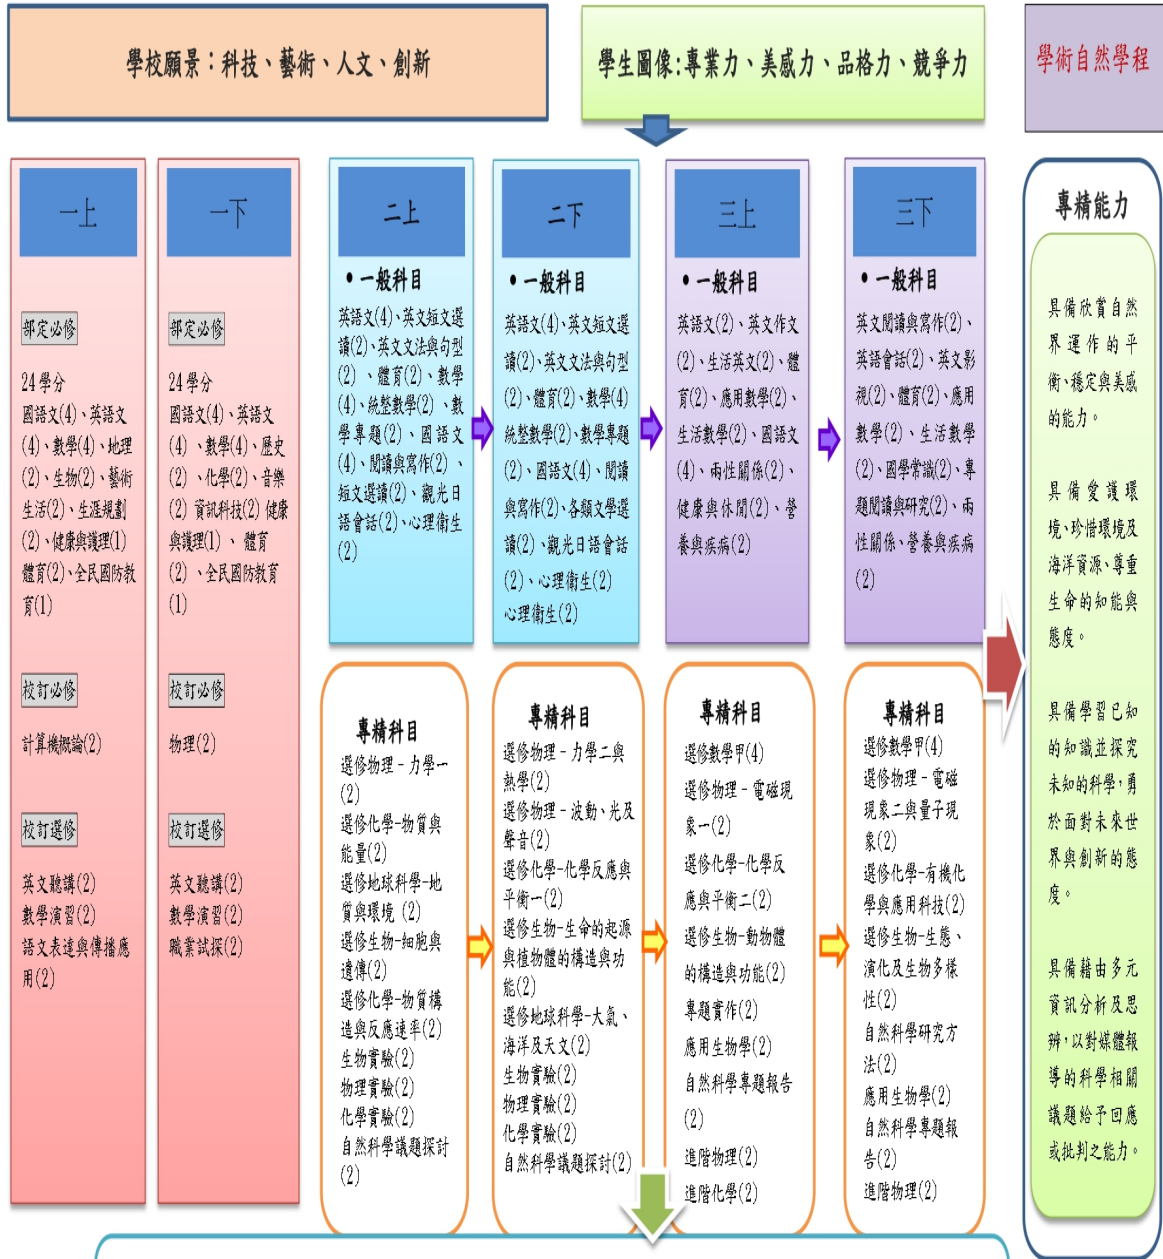 學校願景：科技、藝術、人文、創新
學生圖像:專業力、美感力、品格力、競爭力
學術自然學程
一上
部定必修
24 學分
國語文(4)、英語文
(4)、數學(4)、地理
(2)、生物(2)、藝術
生活(2)、生涯規劃
(2)、健康與護理(1)
體育(2)、全民國防教
育(1)
校訂必修
計算機概論(2)
校訂選修
英文聽講(2)
數學演習(2)
語文表達與傳播應
用(2)
一下
部定必修
24 學分
國語文(4)、英語文
(4) 、數學(4)、歷史
(2) 、化學(2)、音樂
(2) 資訊科技(2) 健康
與護理(1) 、 體育
(2) 、全民國防教育
(1)
校訂必修
物理(2)
校訂選修
英文聽講(2)
數學演習(2)
職業試探(2)
二上
• 一般科目
英語文(4)、英文短文選
讀(2)、英文文法與句型
(2) 、體育(2)、數學
(4)、統整數學(2) 、數
學專題(2) 、國語文
(4)、閱讀與寫作(2) 、
短文選讀(2)、觀光日
語會話(2)、心理衛生
(2)
專精科目
選修物理－力學一
(2)
選修化學-物質與
能量(2)
選修地球科學-地
質與環境 (2)
選修生物-細胞與
遺傳(2)
選修化學-物質構
造與反應速率(2)
生物實驗(2)
物理實驗(2)
化學實驗(2)
自然科學議題探討
(2)
二下
• 一般科目
英語文(4)、英文短文選
讀(2)、英文文法與句型
(2)、體育(2)、數學(4)
統整數學(2)、數學專題
(2)、國語文(4)、閱讀
與寫作(2)、各類文學選
讀(2)、觀光日語會話
(2)、心理衛生(2)
心理衛生(2)
專精科目
選修物理－力學二與
熱學(2)
選修物理-波動、光及
聲音(2)
選修化學-化學反應與
平衡一(2)
選修生物-生命的起源
與植物體的構造與功
能(2)
選修地球科學-大氣、
海洋及天文(2)
生物實驗(2)
物理實驗(2)
化學實驗(2)
自然科學議題探討(2)
三上
• 一般科目
英語文(2)、英文作文
(2)、生活英文(2)、體
育(2)、應用數學(2)、
生活數學(2)、國語文
(4)、兩性關係(2)、
健康與休閒(2)、營
養與疾病(2)
專精科目
選修數學甲(4)
選修物理－電磁現
象一(2)
選修化學-化學反
應與平衡二(2)
選修生物-動物體
的構造與功能(2)
專題實作(2)
應用生物學(2)
自然科學專題報告
(2)
進階物理(2)
進階化學(2)
三下
• 一般科目
英文閱讀與寫作(2)、
英語會話(2)、英文影
視(2)、體育(2)、應用
數學(2)、生活數學
(2)、國學常識(2)、專
題閱讀與研究(2)、兩
性關係、營養與疾病
(2)
專精科目
選修數學甲(4)
選修物理－電磁
現象二與量子現
象(2)
選修化學-有機化
學與應用科技(2)
選修生物-生態、
演化及生物多樣
性(2)
自然科學研究方
法(2)
應用生物學(2)
自然科學專題報
告(2)
進階物理(2)
專精能力
具備欣賞自然
界運作的平
衡、穩定與美感
的能力。
具備愛護環
境、珍惜環境及
海洋資源、尊重
生命的知能與
態度。
具備學習已知
的知識並探究
未知的科學，勇
於面對未來世
界與創新的態
度。
具備藉由多元
資訊分析及思
辨，以對媒體報
導的科學相關
議題給予回應
或批判之能力。